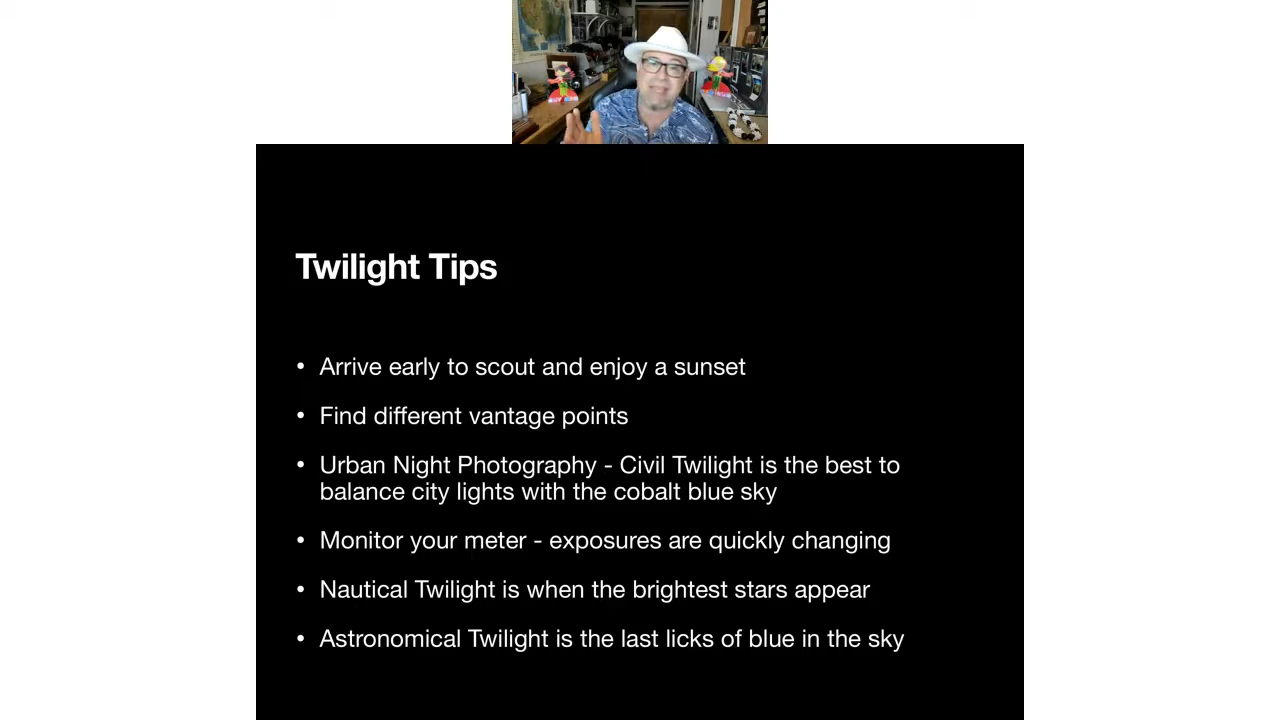 Twilight Tips
• Arrive early to scout and enjoy a sunset
• Find different vantage points
• Urban Night Photography - Civil Twilight is the best to
balance city lights with the cobalt blue sky
• Monitor your meter - exposures are quickly changing
• Nautical Twilight is when the brightest stars appear
• Astronomical Twilight is the last licks of blue in the sky